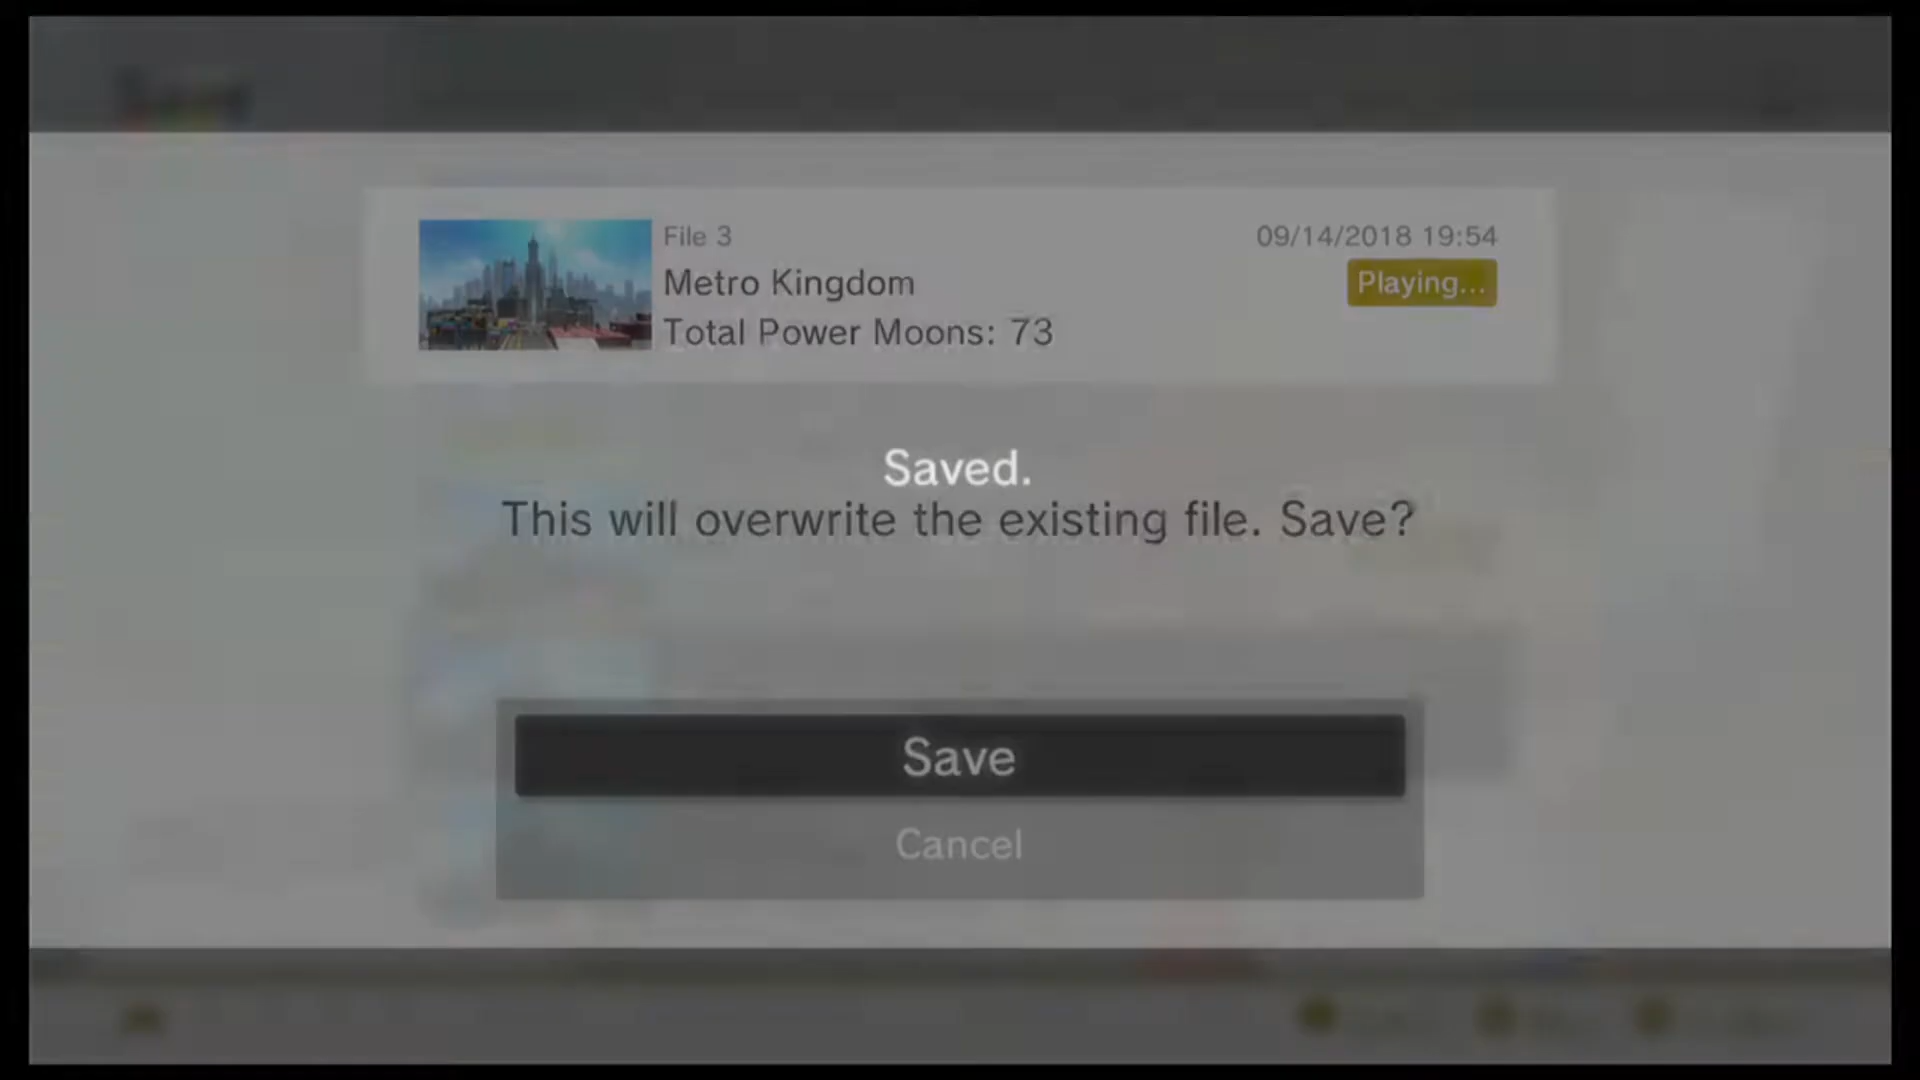 File 3
09/14/2018 19:54
Metro Kingdom
Playing...
Total Power Moons: 73
Saved.
This will overwrite the existing file. Save?
Save
Cancel